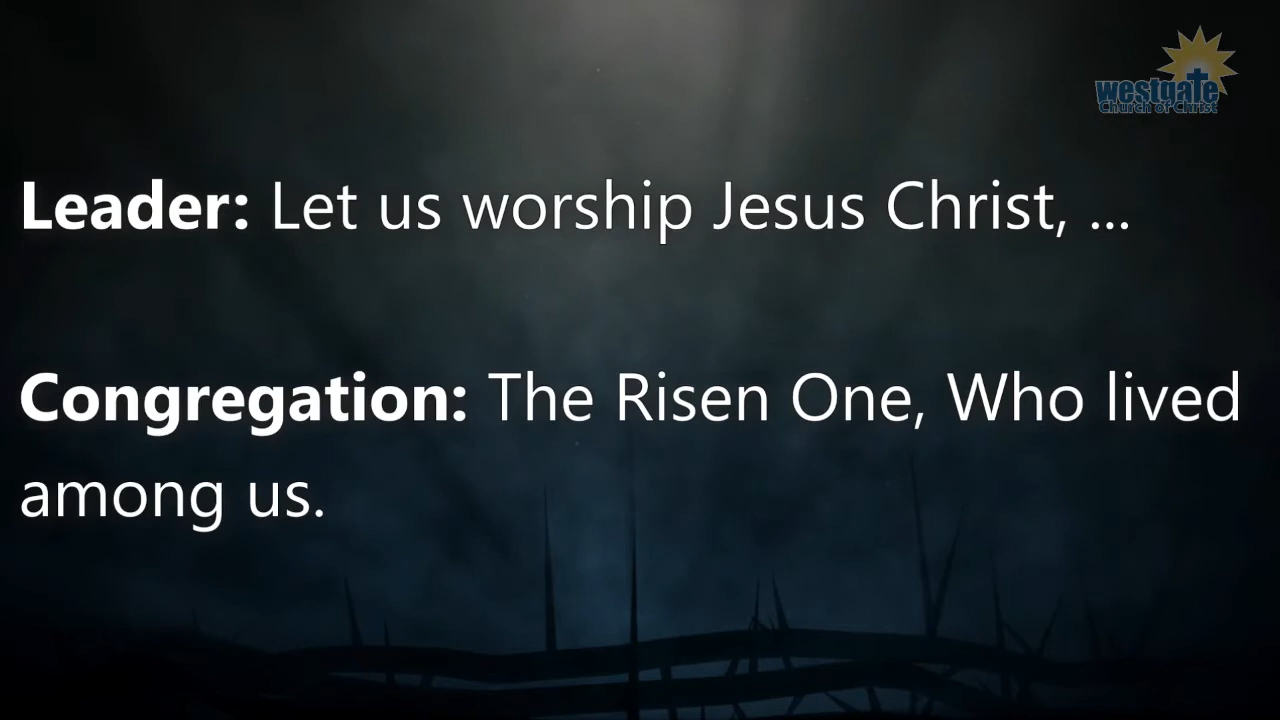 westgate
Church of Christ
Leader: Let us worship Jesus Christ, ...
Congregation: The Risen One, Who lived
among us.